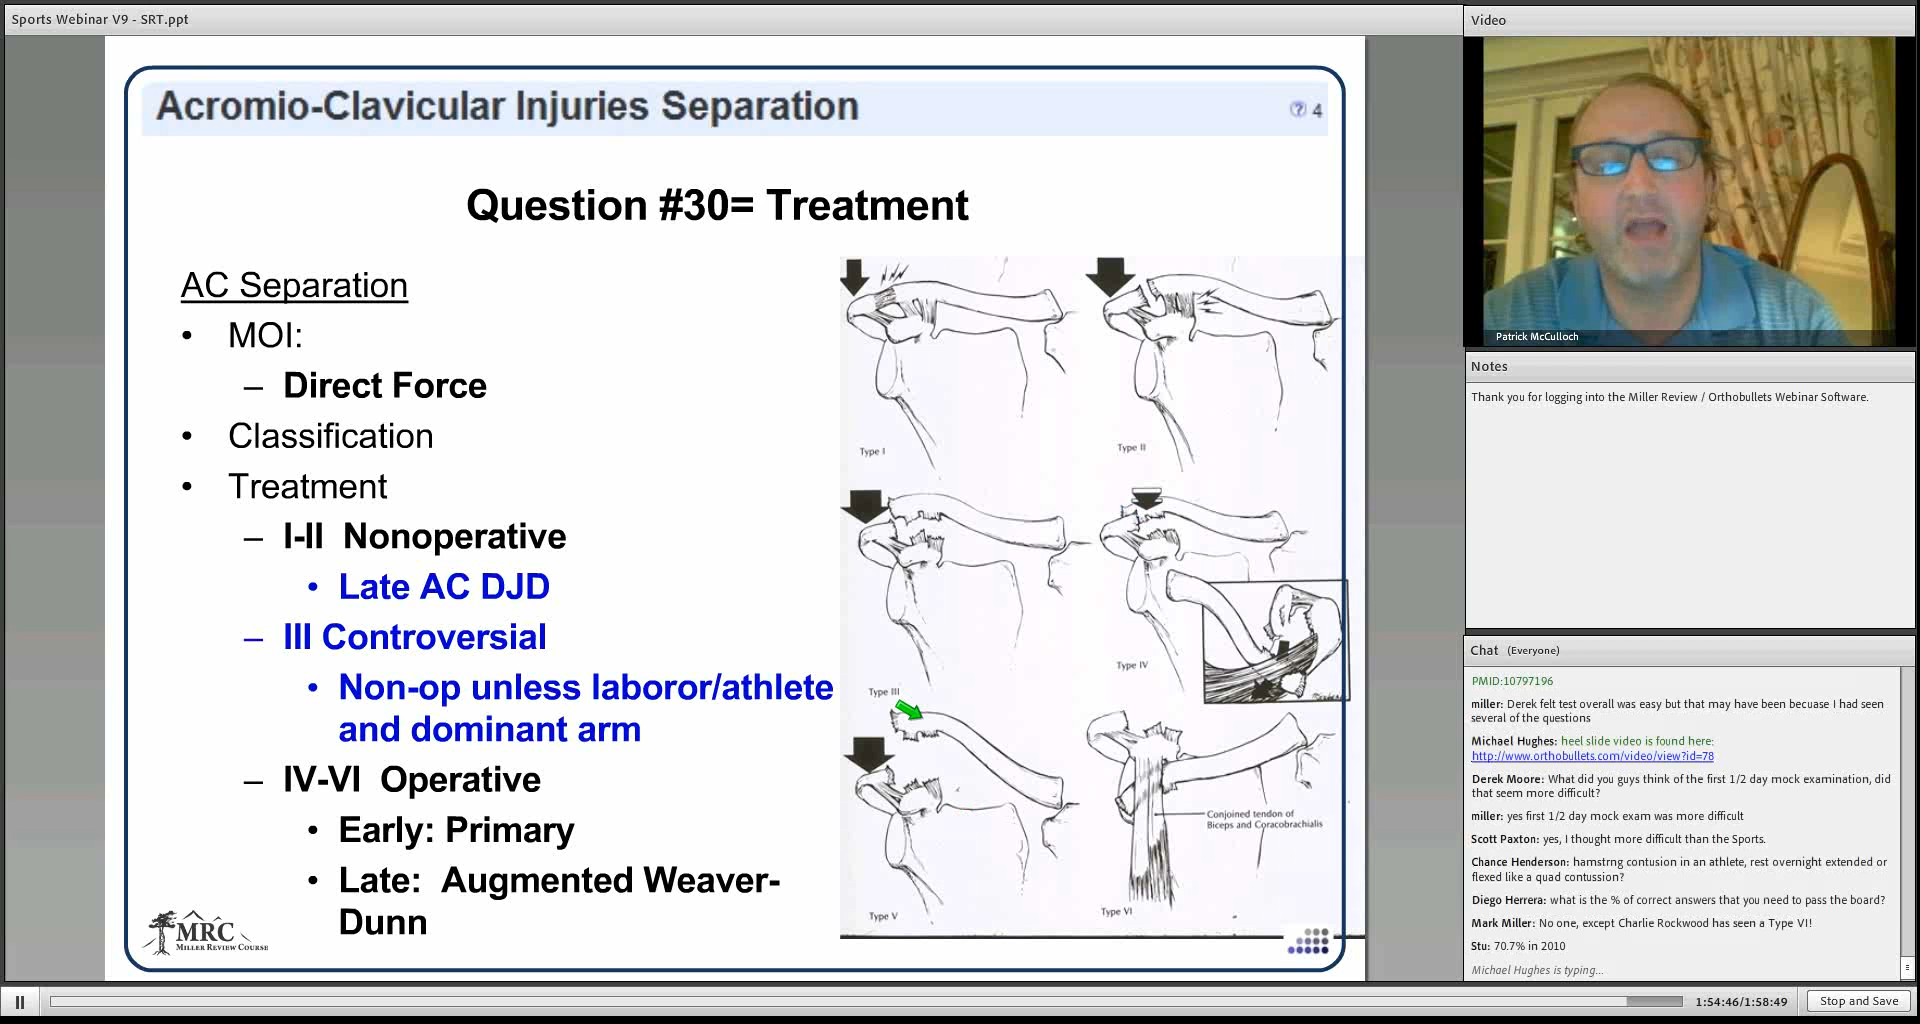 Sports Webinar V9 - SRT.ppt
Acromio-Clavicular Injuries Separation
? 4
Question #30= Treatment
AC Separation
• MOI:
– Direct Force
• Classification
• Treatment
– I-II Nonoperative
• Late AC DJD
– III Controversial
• Non-op unless laboror/athlete
and dominant arm
– IV-VI Operative
• Early: Primary
• Late: Augmented Weaver-
Dunn
Type I
Type II
Type III
Type IV
Type V
Type VI
Conjoined tendon of
Biceps and Coracobrachialis
MRC
MILLER REVIEW COURSE
Video
Patrick McCulloch
Notes
Thank you for logging into the Miller Review / Orthobullets Webinar Software.
Chat (Everyone)
PMID:10797196
miller: Derek felt test overall was easy but that may have been becuase I had seen
several of the questions
Michael Hughes: heel slide video is found here:
http://www.orthobullets.com/video/view?id=78
Derek Moore: What did you guys think of the first 1/2 day mock examination, did
that seem more difficult?
miller: yes first 1/2 day mock exam was more difficult
Scott Paxton: yes, I thought more difficult than the Sports.
Chance Henderson: hamstrng contusion in an athlete, rest overnight extended or
flexed like a quad contussion?
Diego Herrera: what is the % of correct answers that you need to pass the board?
Mark Miller: No one, except Charlie Rockwood has seen a Type VI!
Stu: 70.7% in 2010
Michael Hughes is typing...
1:54:46/1:58:49
Stop and Save